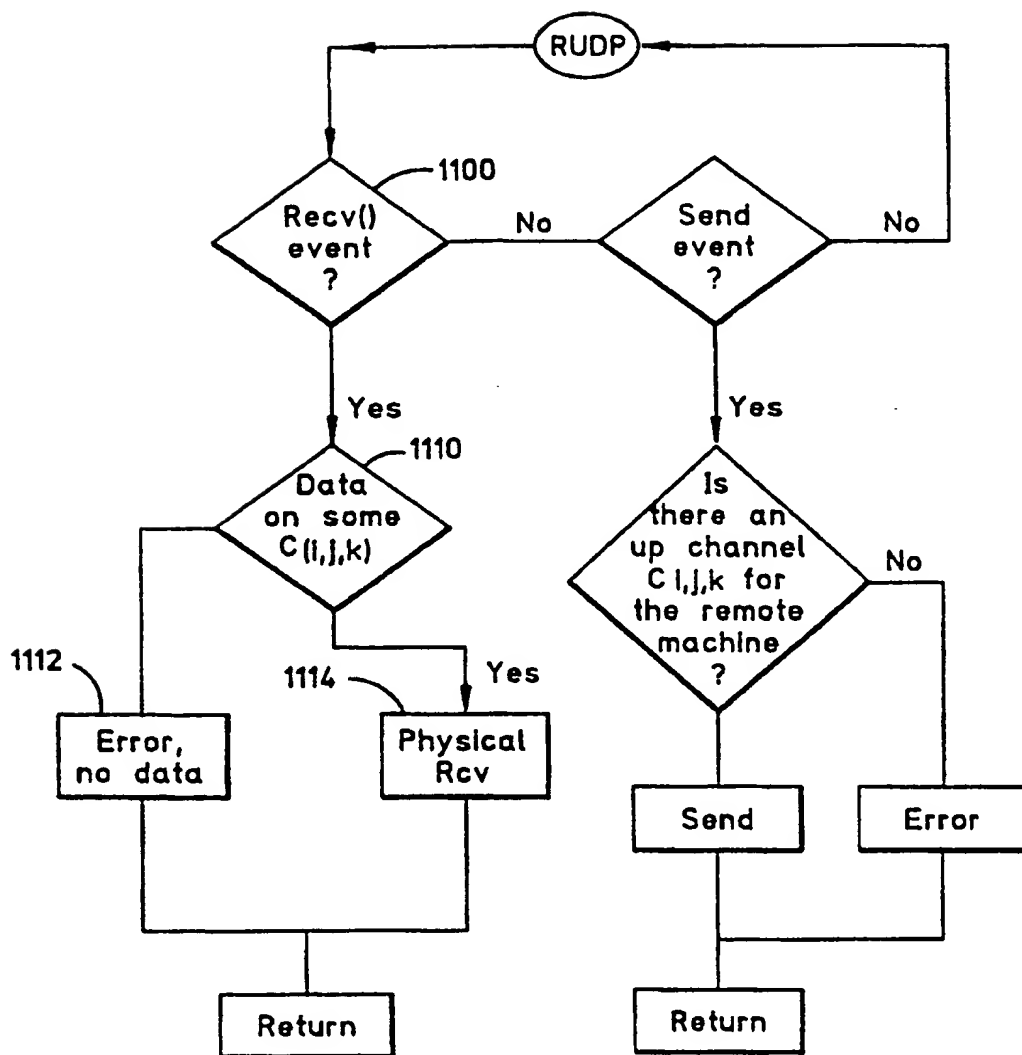 RUDP
1100
Recv()
event
?
No
Send
event
?
No
Yes
Yes
1110
Data
on some
C(i,j,k)
Is
there an
up channel
Ci,j,k for
the remote
machine
?
No
1112
1114
Yes
Error,
no data
Physical
Rcv
Send
Error
Return
Return